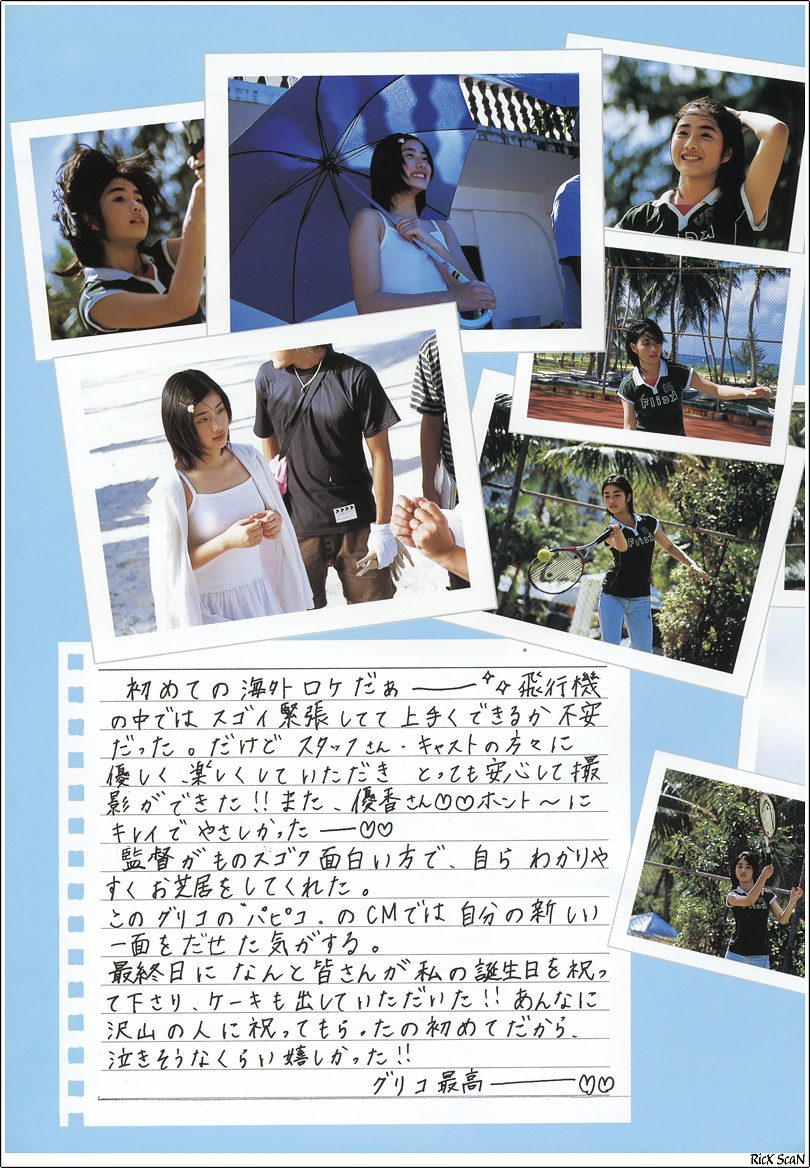 Flick
Flick
初めての海外ロケだぁ――✧✧飛行機
の中ではスゴイ緊張してて上手くできるか不安
だった。だけどスタッフさん・キャストの方々に
優しく、楽しくしていただき とっても安心して撮
影ができた!!また、優香さん♡♡ホント〜に
キレイでやさしかったー♡♡
監督がものスゴク面白い方で、自らわかりや
すくお芝居をしてくれた。
このグリコの"パピコ"のCMでは自分の新しい
一面をだせた気がする。
最終日になんと皆さんが私の誕生日を祝っ
て下さり、ケーキも出していただいた!!あんなに
沢山の人に祝ってもらったの初めてだから、
泣きそうなくらい嬉しかった!!
グリコ最高――♡♡
RicX ScaN